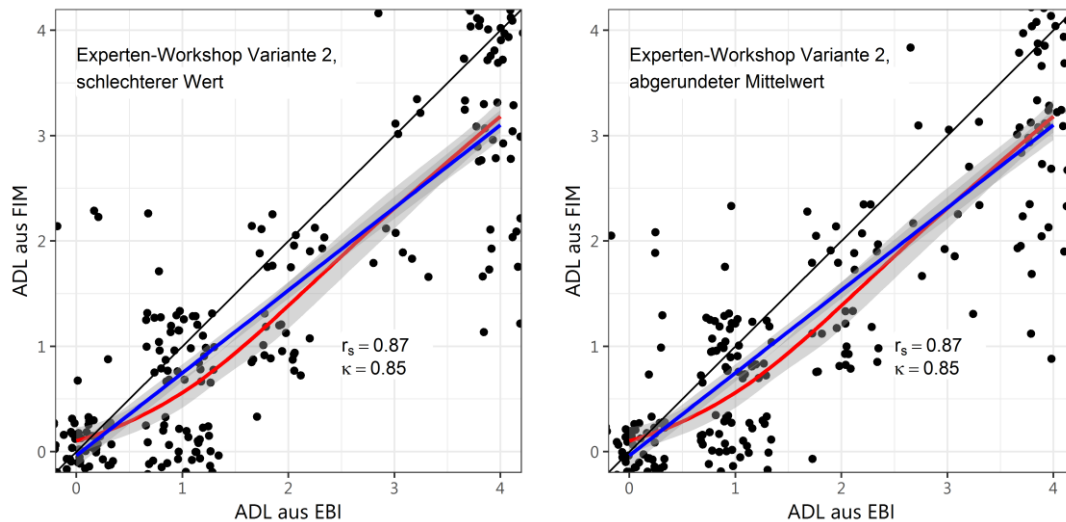 Experten-Workshop Variante 2,
schlechterer Wert
rs = 0.87
κ = 0.85
4
3
2
1
0
0 1 2 3 4
ADL aus FIM
ADL aus EBI
Experten-Workshop Variante 2,
abgerundeter Mittelwert
rs = 0.87
κ = 0.85
4
3
2
1
0
0 1 2 3 4
ADL aus FIM
ADL aus EBI